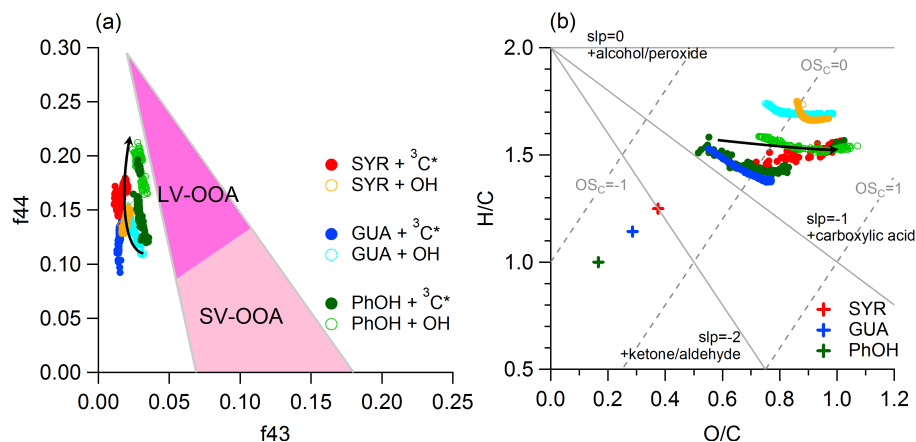 (a)
0.30
0.25
0.20
0.15
0.10
0.05
0.00
f44
0.00 0.05 0.10 0.15 0.20 0.25
f43
LV-OOA
SV-OOA
SYR + ³C*
SYR + OH
GUA + ³C*
GUA + OH
PhOH + ³C*
PhOH + OH
(b)
2.0
1.5
1.0
0.5
H/C
0.0 0.2 0.4 0.6 0.8 1.0 1.2
O/C
slp=0
+alcohol/peroxide
OSC=0
OSC=-1
OSC=1
slp=-1
+carboxylic acid
slp=-2
+ketone/aldehyde
SYR
GUA
PhOH